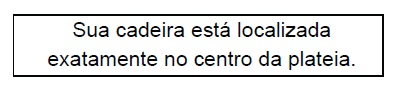 Sua cadeira está localizada
exatamente no centro da plateia.